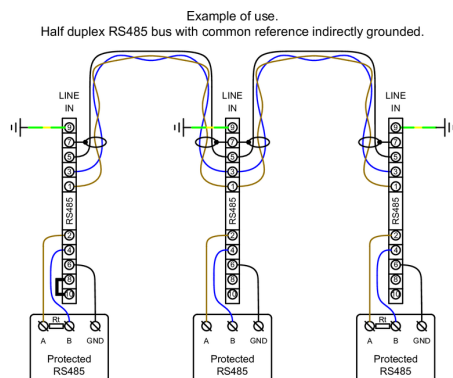 Example of use.
Half duplex RS485 bus with common reference indirectly grounded.
LINE
IN
9
7
5
3
1
RS485
2
4
6
8
10
Rt
A
B
GND
Protected
RS485
LINE
IN
9
7
5
3
1
RS485
2
4
6
8
10
A
B
GND
Protected
RS485
LINE
IN
9
7
5
3
1
RS485
2
4
6
8
10
Rt
A
B
GND
Protected
RS485